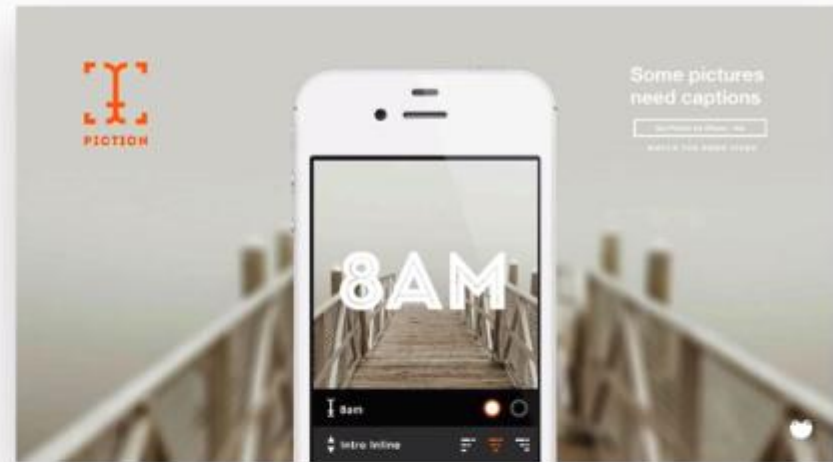 PICTION
Some pictures
need captions
8AM
8am
Intro Inline